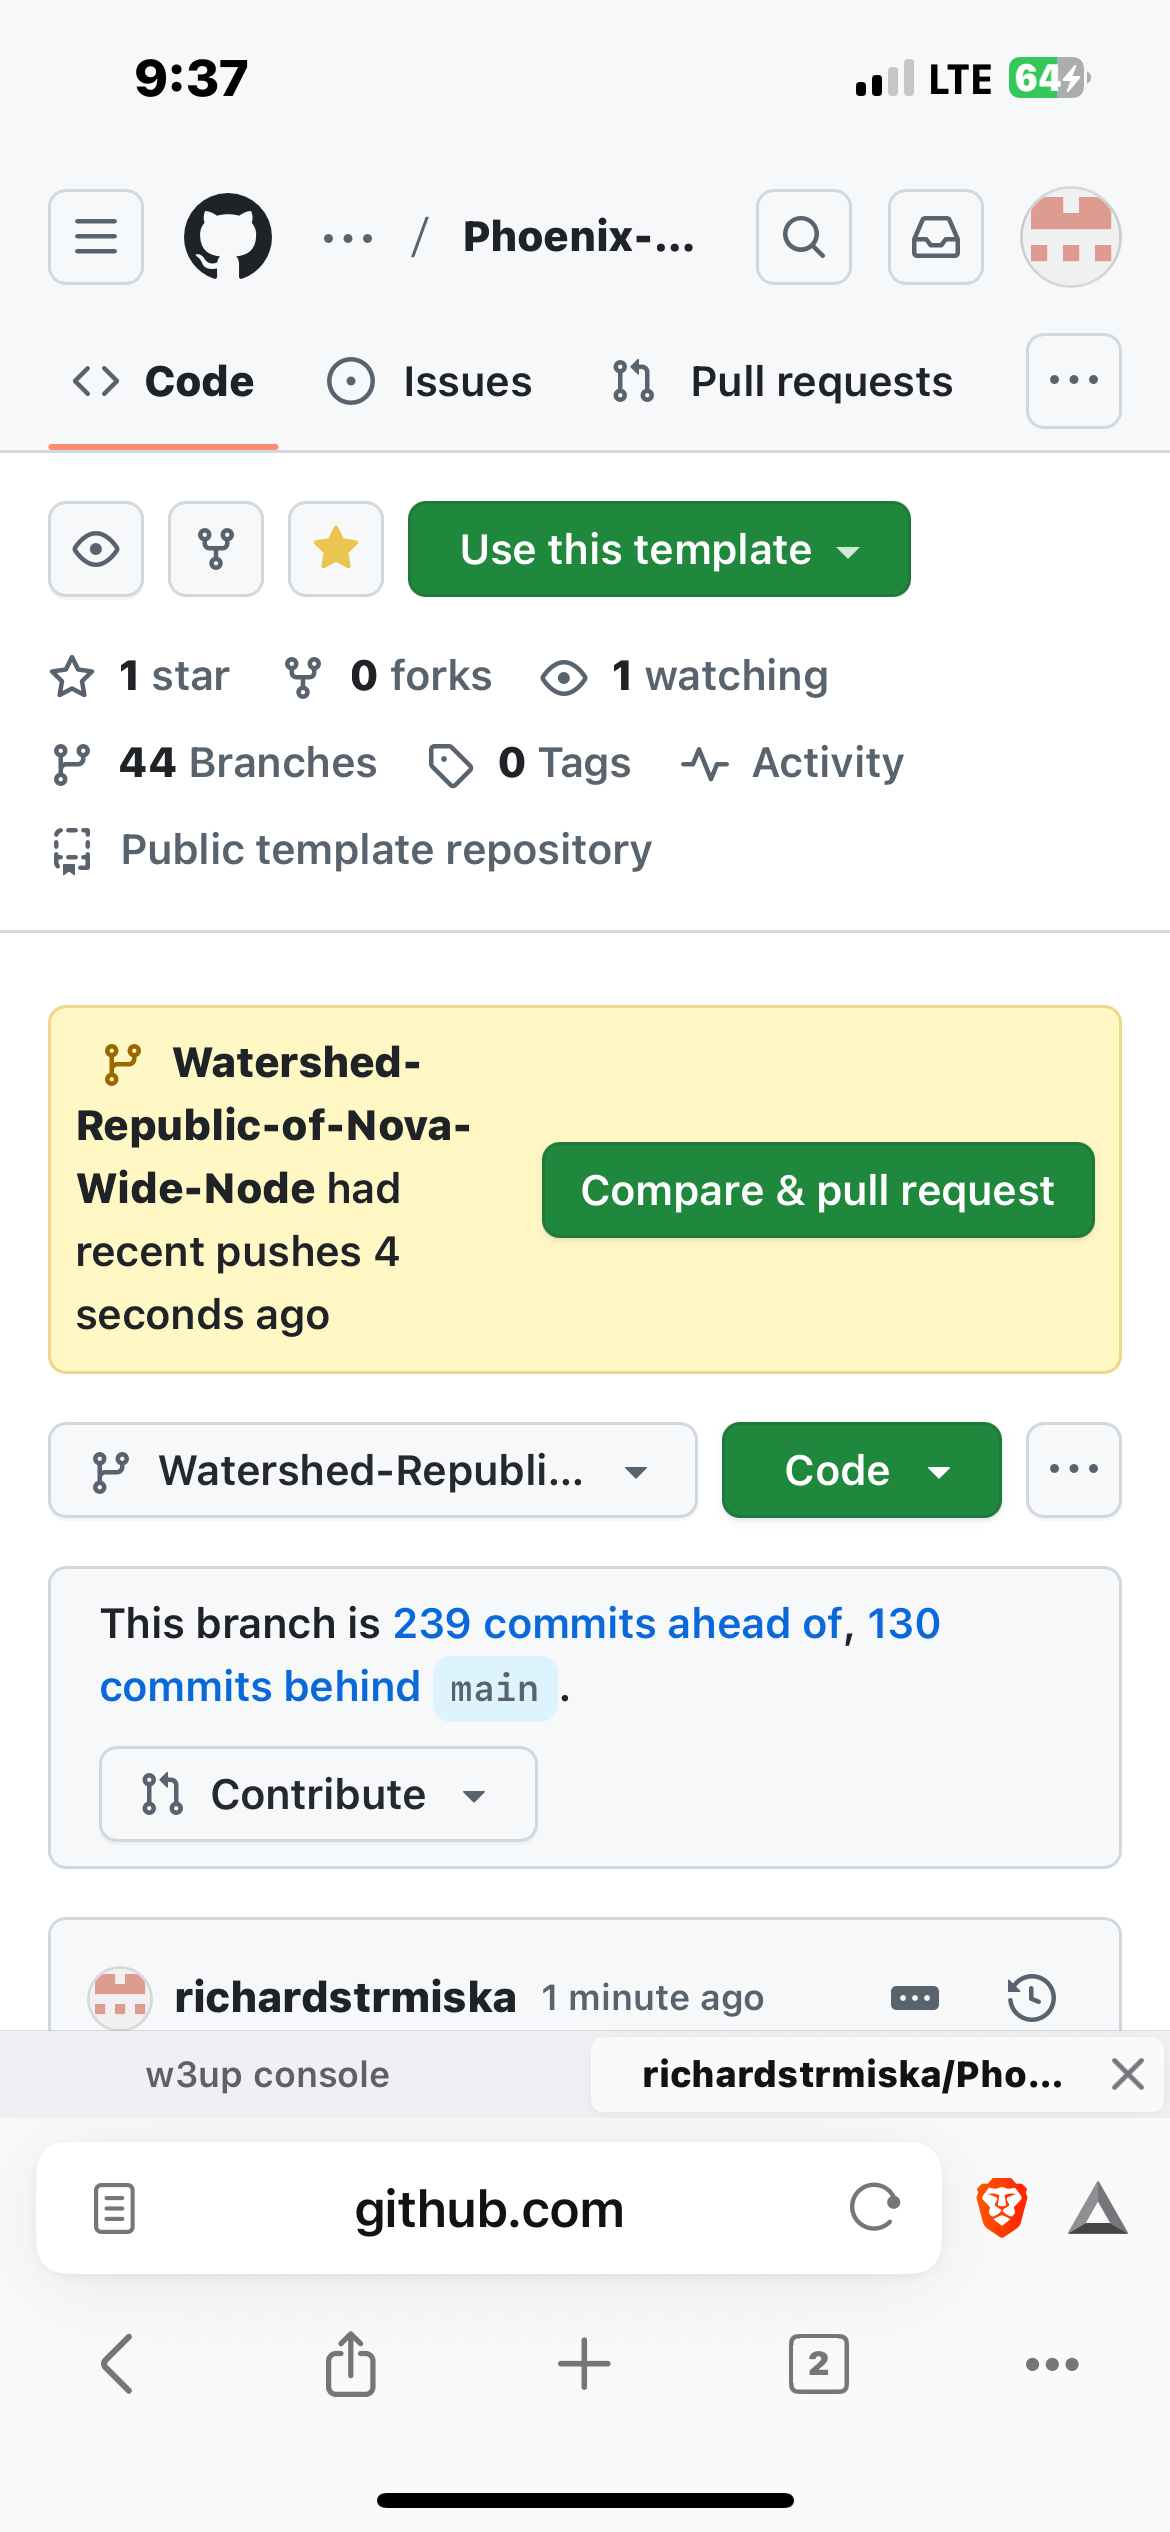 9:37
LTE 64
/ Phoenix-...
Code Issues Pull requests
Use this template
1 star 0 forks 1 watching
44 Branches 0 Tags Activity
Public template repository
Watershed-
Republic-of-Nova-
Wide-Node had
recent pushes 4
seconds ago
Compare & pull request
Watershed-Republi... Code
This branch is 239 commits ahead of, 130
commits behind main.
Contribute
richardstrmiska 1 minute ago
w3up console richardstrmiska/Pho...
github.com
2